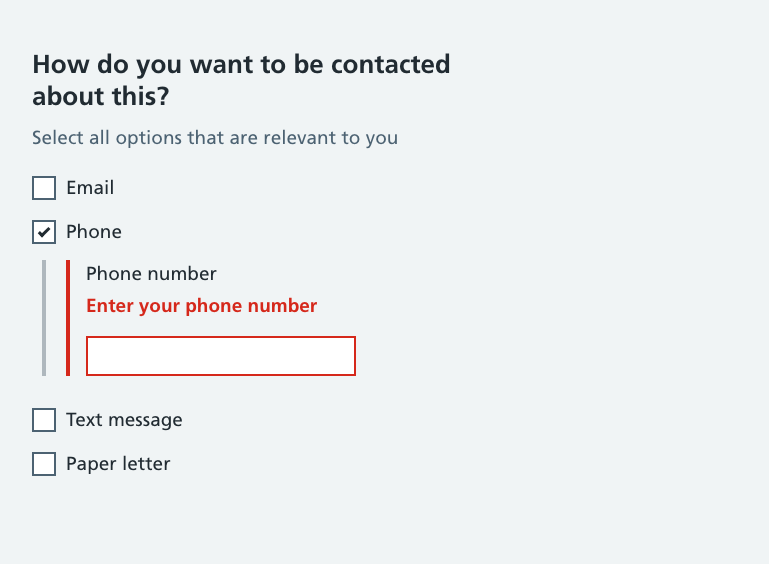 How do you want to be contacted
about this?
Select all options that are relevant to you
Email
Phone
Phone number
Enter your phone number
Text message
Paper letter